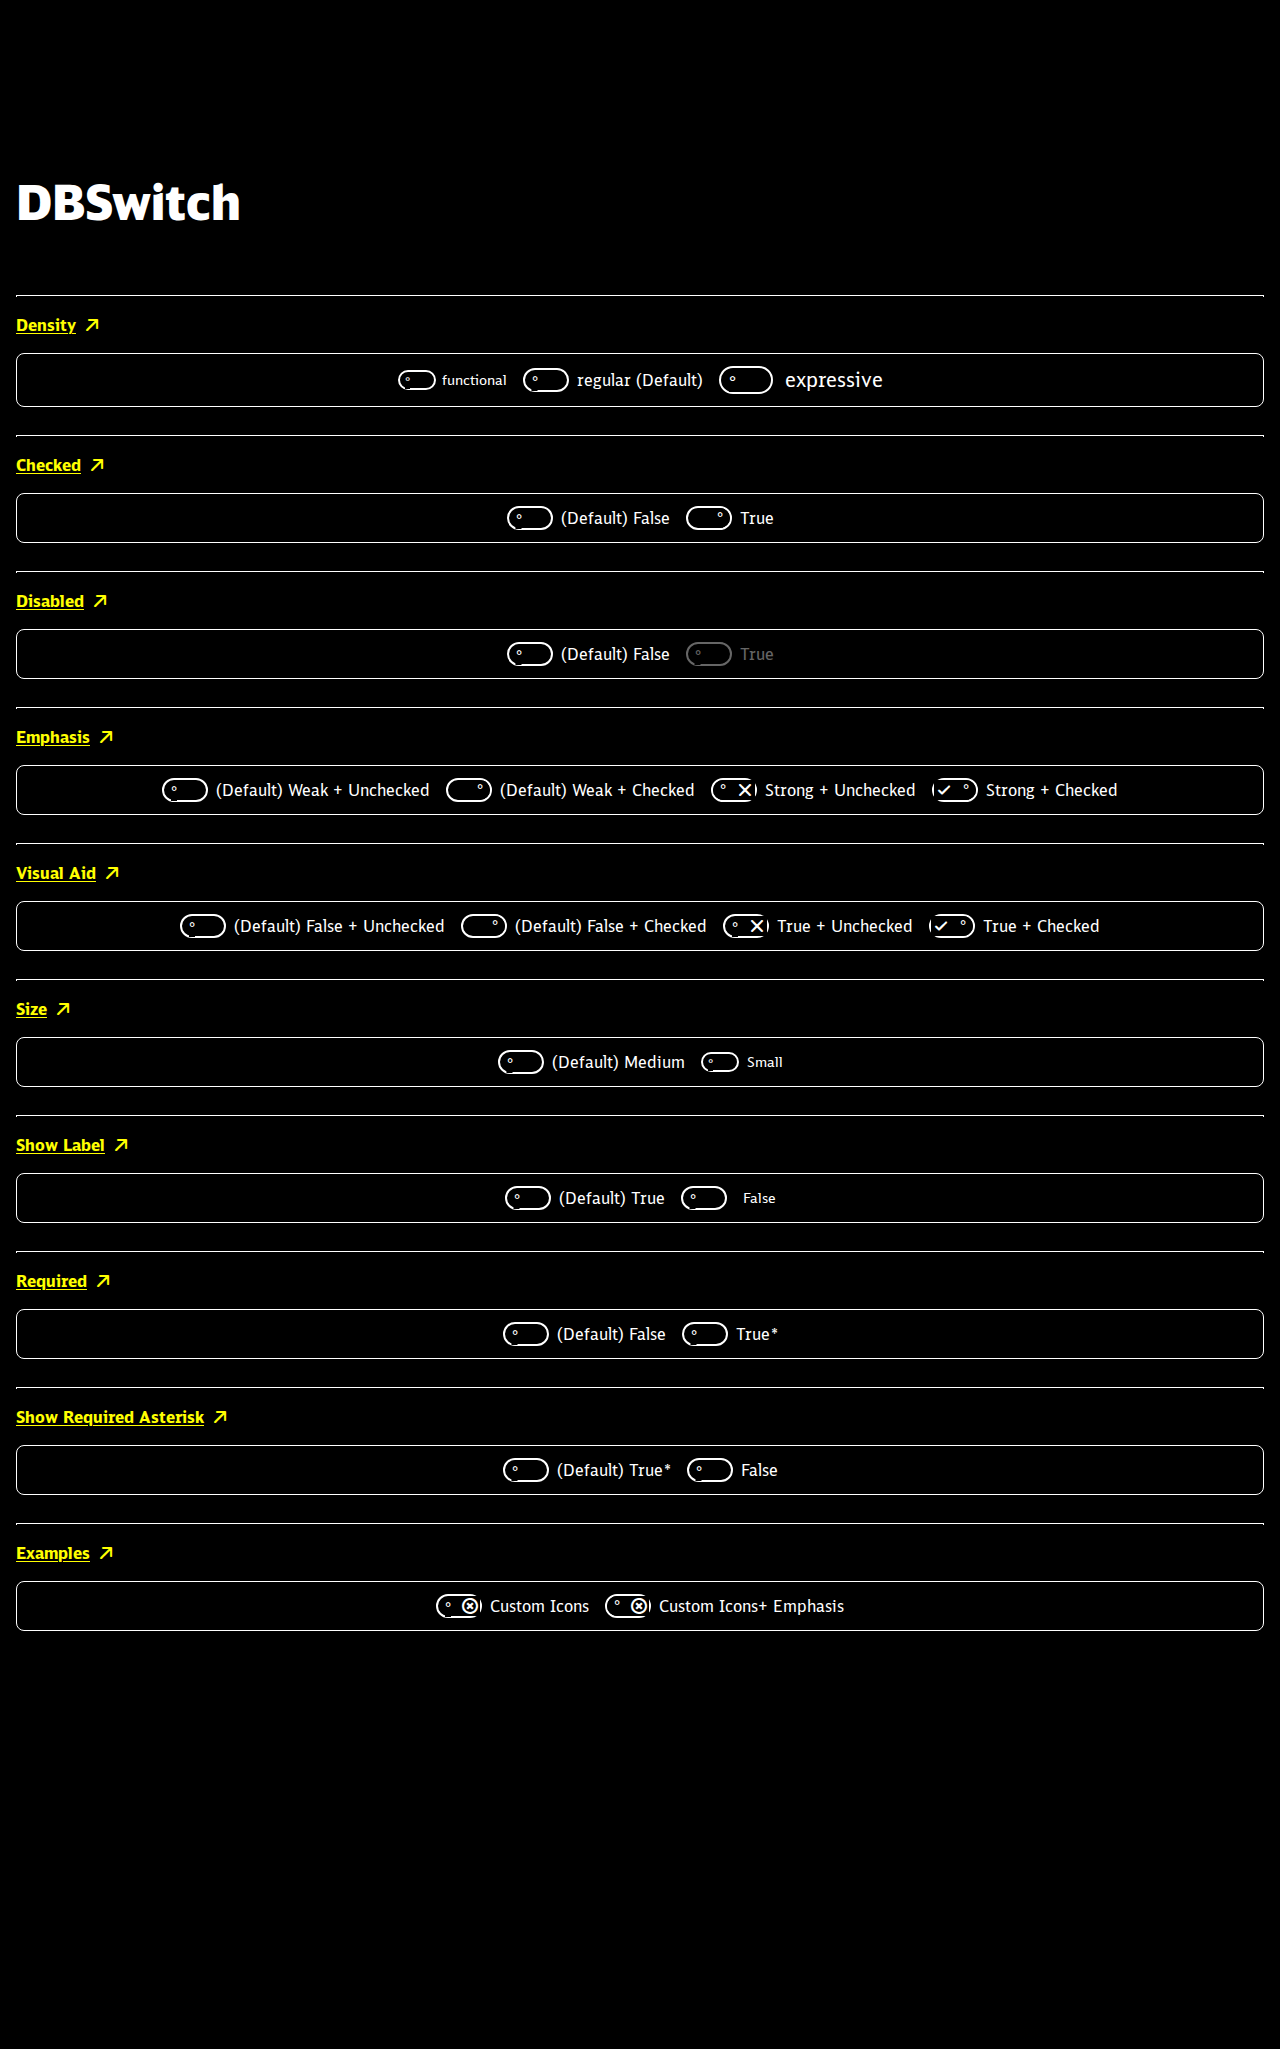 DBSwitch
Density
functional regular (Default) expressive
Checked
(Default) False True
Disabled
(Default) False True
Emphasis
(Default) Weak + Unchecked (Default) Weak + Checked Strong + Unchecked Strong + Checked
Visual Aid
(Default) False + Unchecked (Default) False + Checked True + Unchecked True + Checked
Size
(Default) Medium Small
Show Label
(Default) True False
Required
(Default) False True*
Show Required Asterisk
(Default) True* False
Examples
Custom Icons Custom Icons+ Emphasis